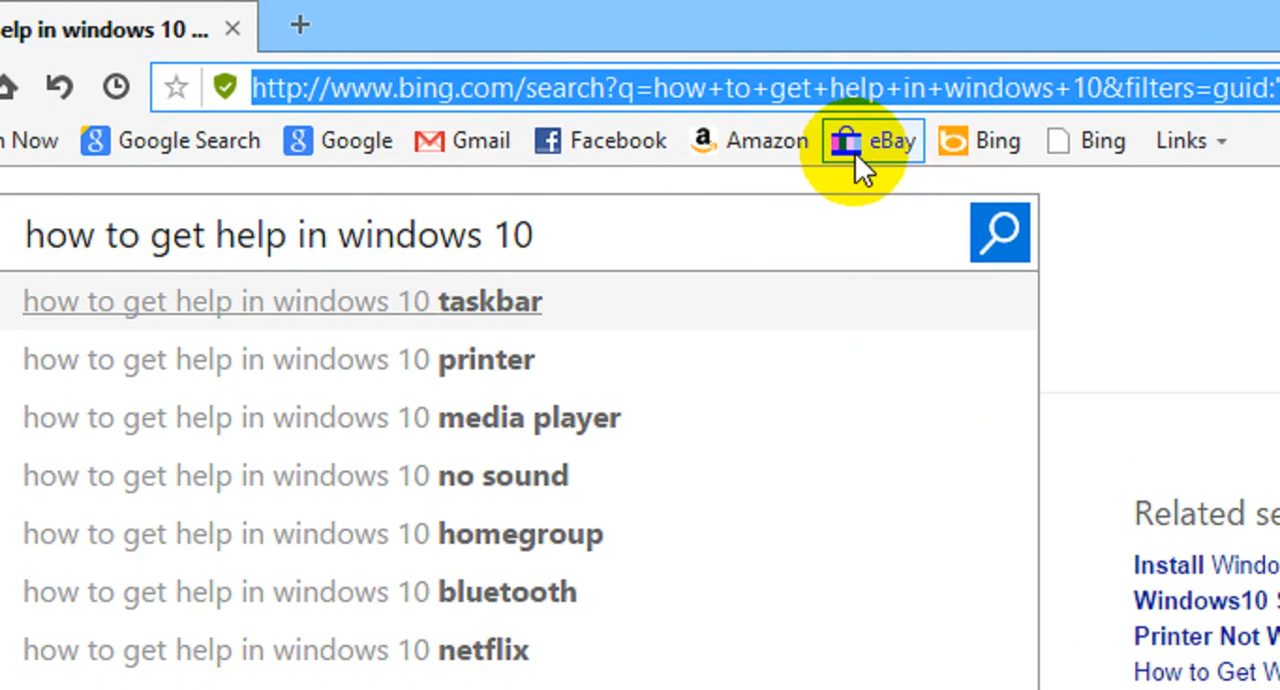 elp in windows 10 ...
http://www.bing.com/search?q=how+to+get+help+in+windows+10&filters=guid:"
Now Google Search Google Gmail Facebook Amazon eBay Bing Bing Links
how to get help in windows 10
how to get help in windows 10 taskbar
how to get help in windows 10 printer
how to get help in windows 10 media player
how to get help in windows 10 no sound
how to get help in windows 10 homegroup
how to get help in windows 10 bluetooth
how to get help in windows 10 netflix
Related se
Install Windo
Windows10 S
Printer Not W
How to Get W